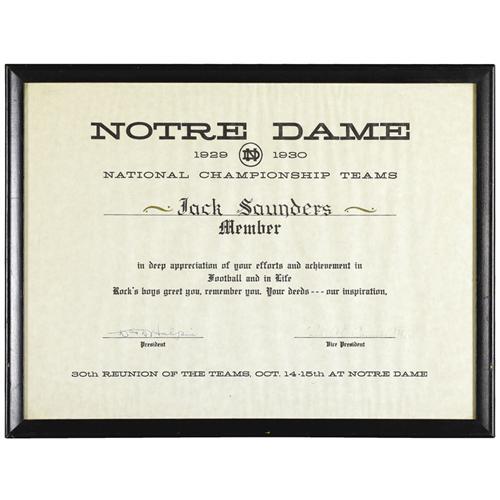 NOTRE DAME
1929 ND 1930
NATIONAL CHAMPIONSHIP TEAMS
Jack Saunders
Member
in deep appreciation of your efforts and achievement in
Football and in Life
Rock's boys greet you, remember you. Your deeds---our inspiration.
President Vice President
30th REUNION OF THE TEAMS, OCT. 14-15th AT NOTRE DAME